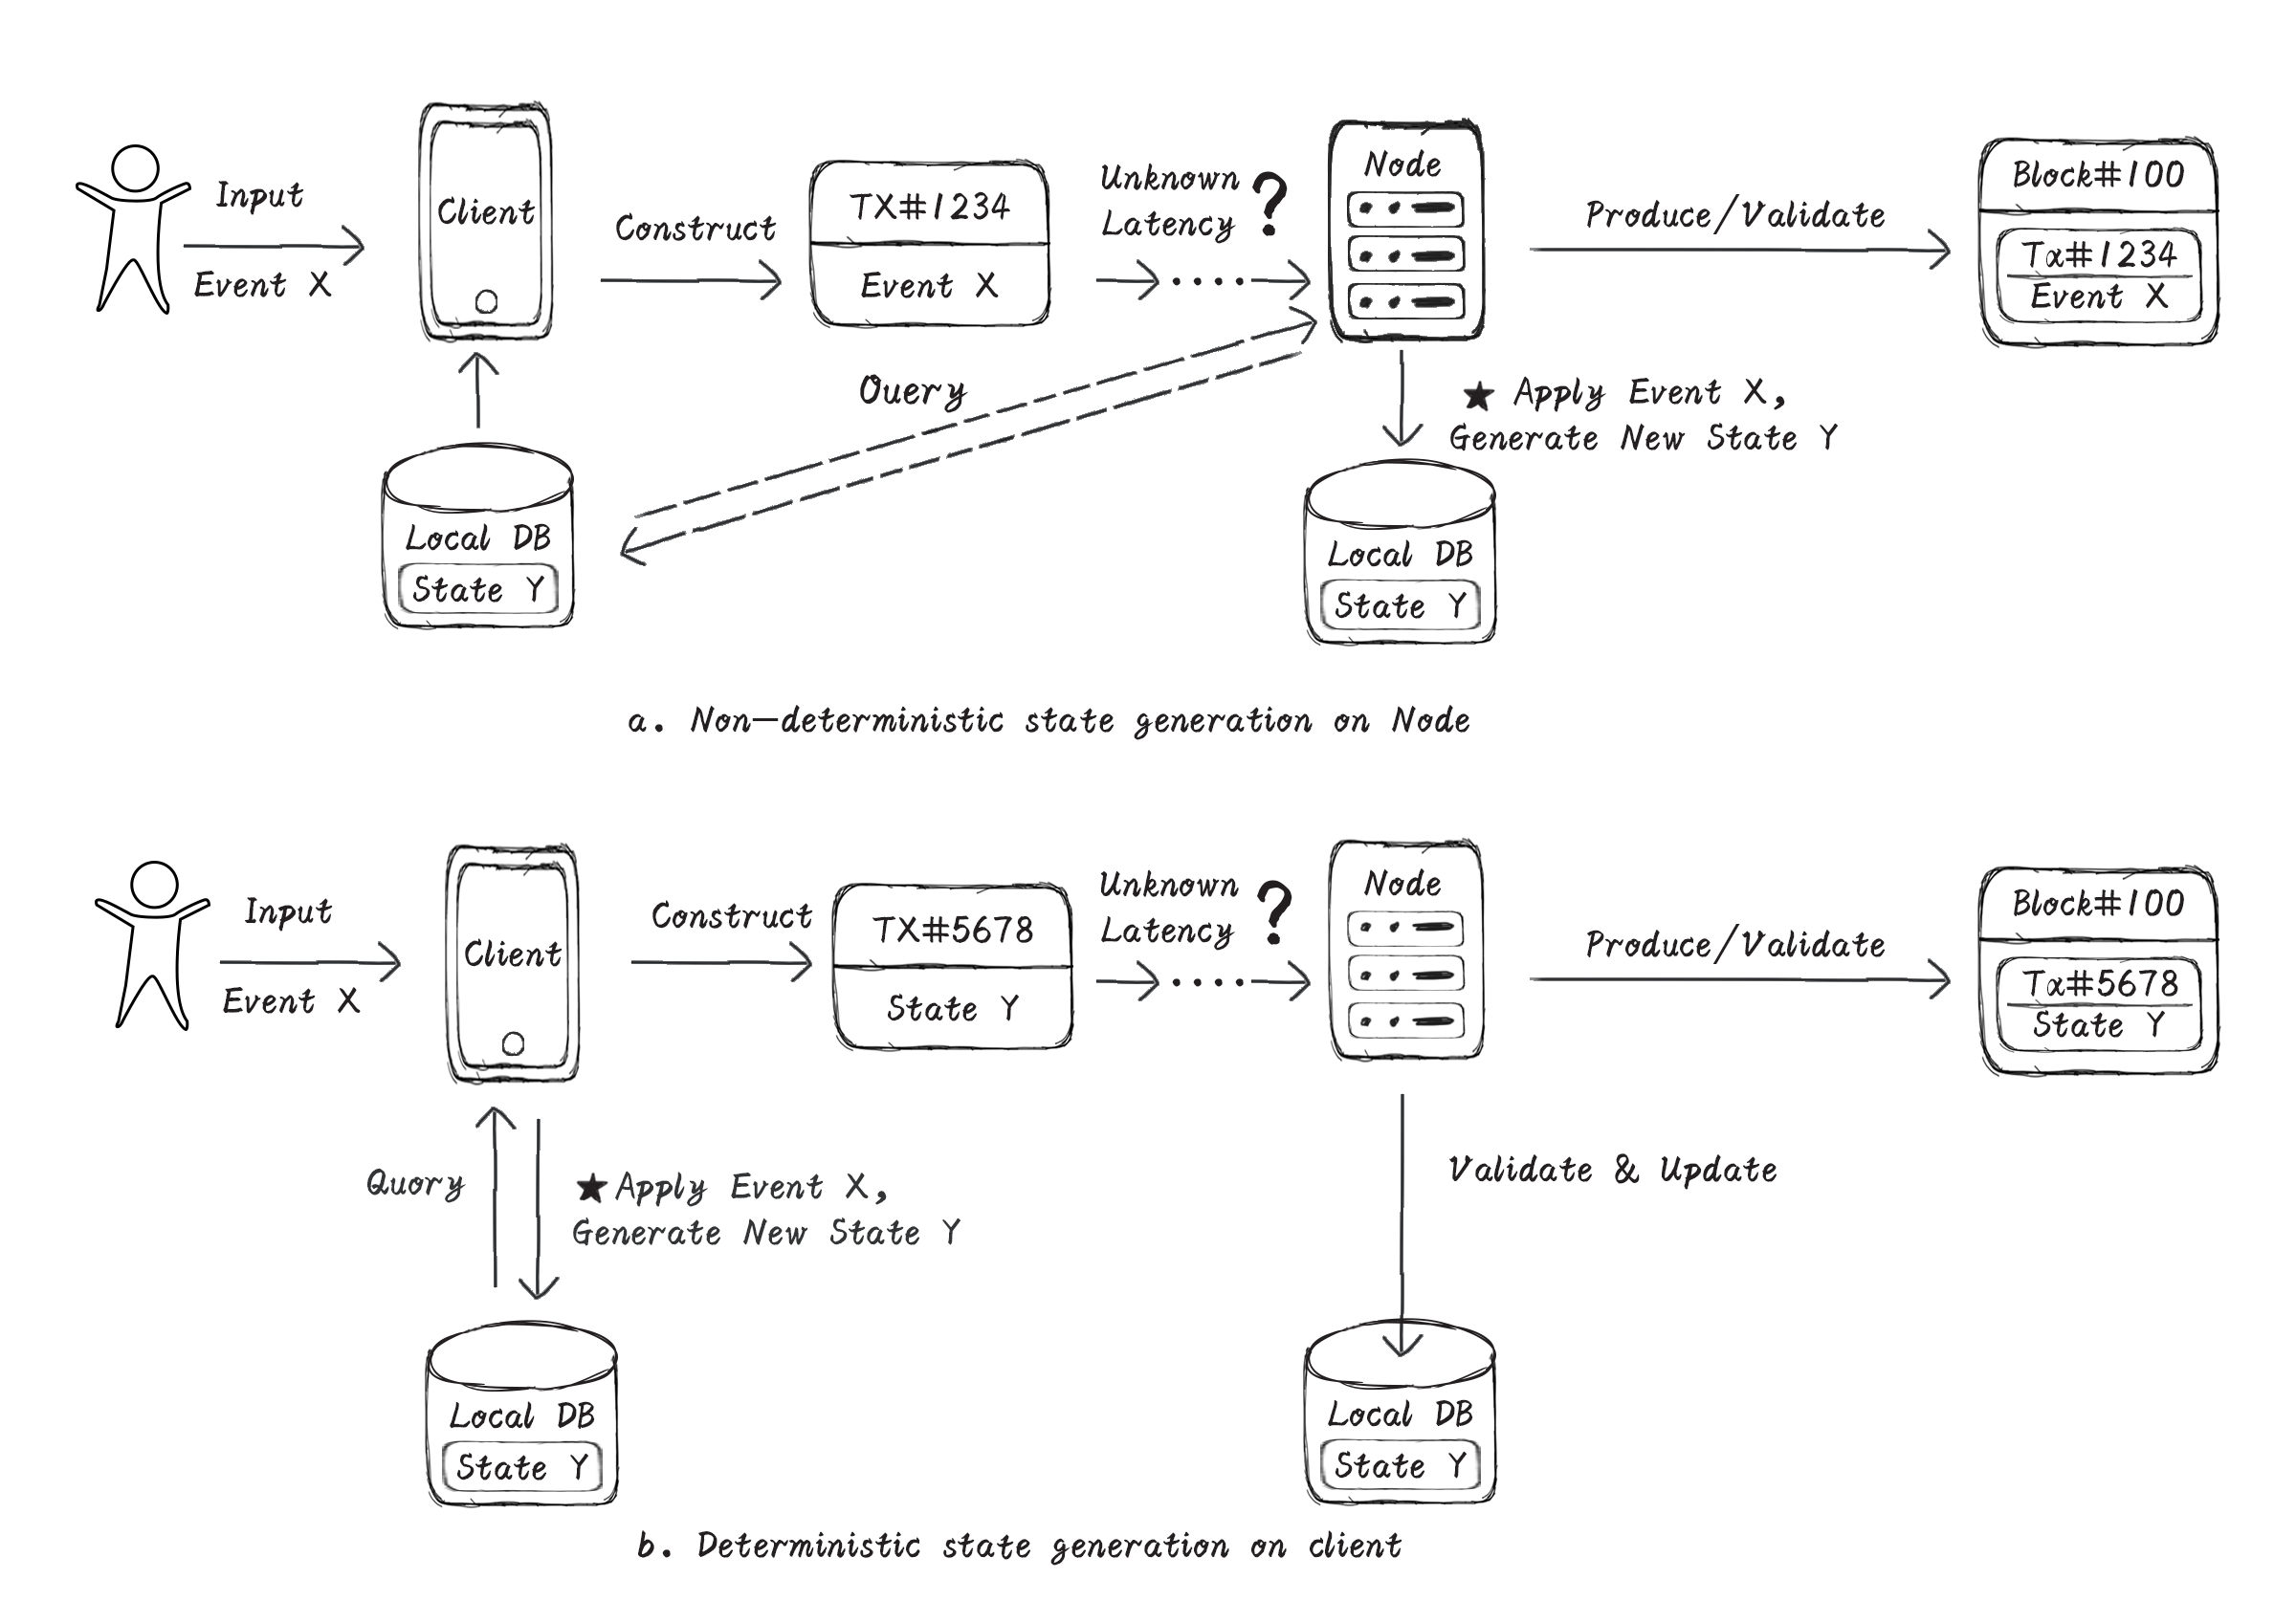 Input
Event X
Client
Construct
TX#1234
Event X
Unknown
Latency ?
Node
Produce/Validate
Block#100
Tα#1234
Event X
Ouery
★ Apply Event X,
Generate New State Y
Local DB
State Y
Local DB
State Y
a. Non-deterministic state generation on Node
Input
Event X
Client
Construct
TX#5678
State Y
Unknown
Latency ?
Node
Produce/Validate
Block#100
Tα#5678
State Y
Quory
★ Apply Event X,
Generate New State Y
Validate & Update
Local DB
State Y
Local DB
State Y
b. Deterministic state generation on client